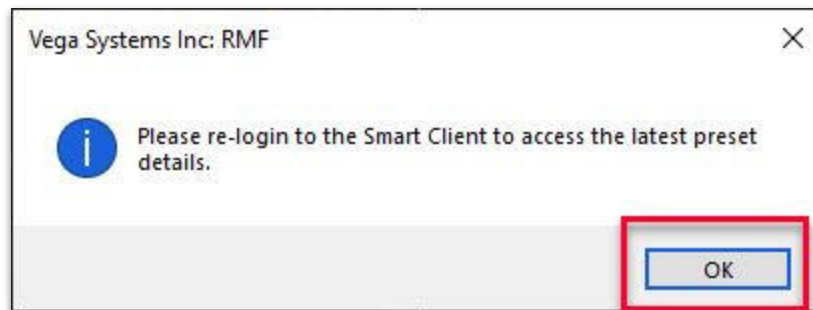 Vega Systems Inc: RMF
Please re-login to the Smart Client to access the latest preset
details.
OK